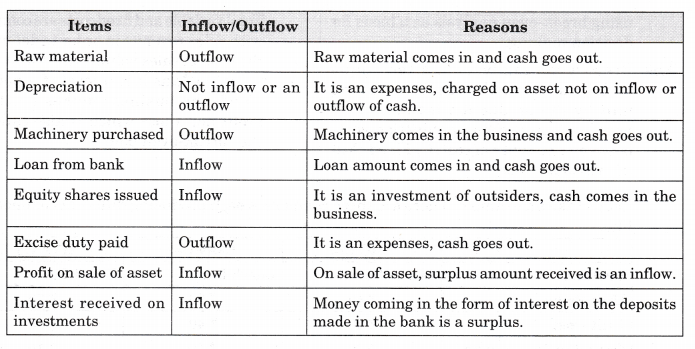 Items Inflow/Outflow Reasons
Raw material Outflow Raw material comes in and cash goes out.
Depreciation Not inflow or an It is an expenses, charged on asset not on inflow or
outflow outflow of cash.
Machinery purchased Outflow Machinery comes in the business and cash goes out.
Loan from bank Inflow Loan amount comes in and cash goes out.
Equity shares issued Inflow It is an investment of outsiders, cash comes in the
business.
Excise duty paid Outflow It is an expenses, cash goes out.
Profit on sale of asset Inflow On sale of asset, surplus amount received is an inflow.
Interest received on Inflow Money coming in the form of interest on the deposits
investments made in the bank is a surplus.